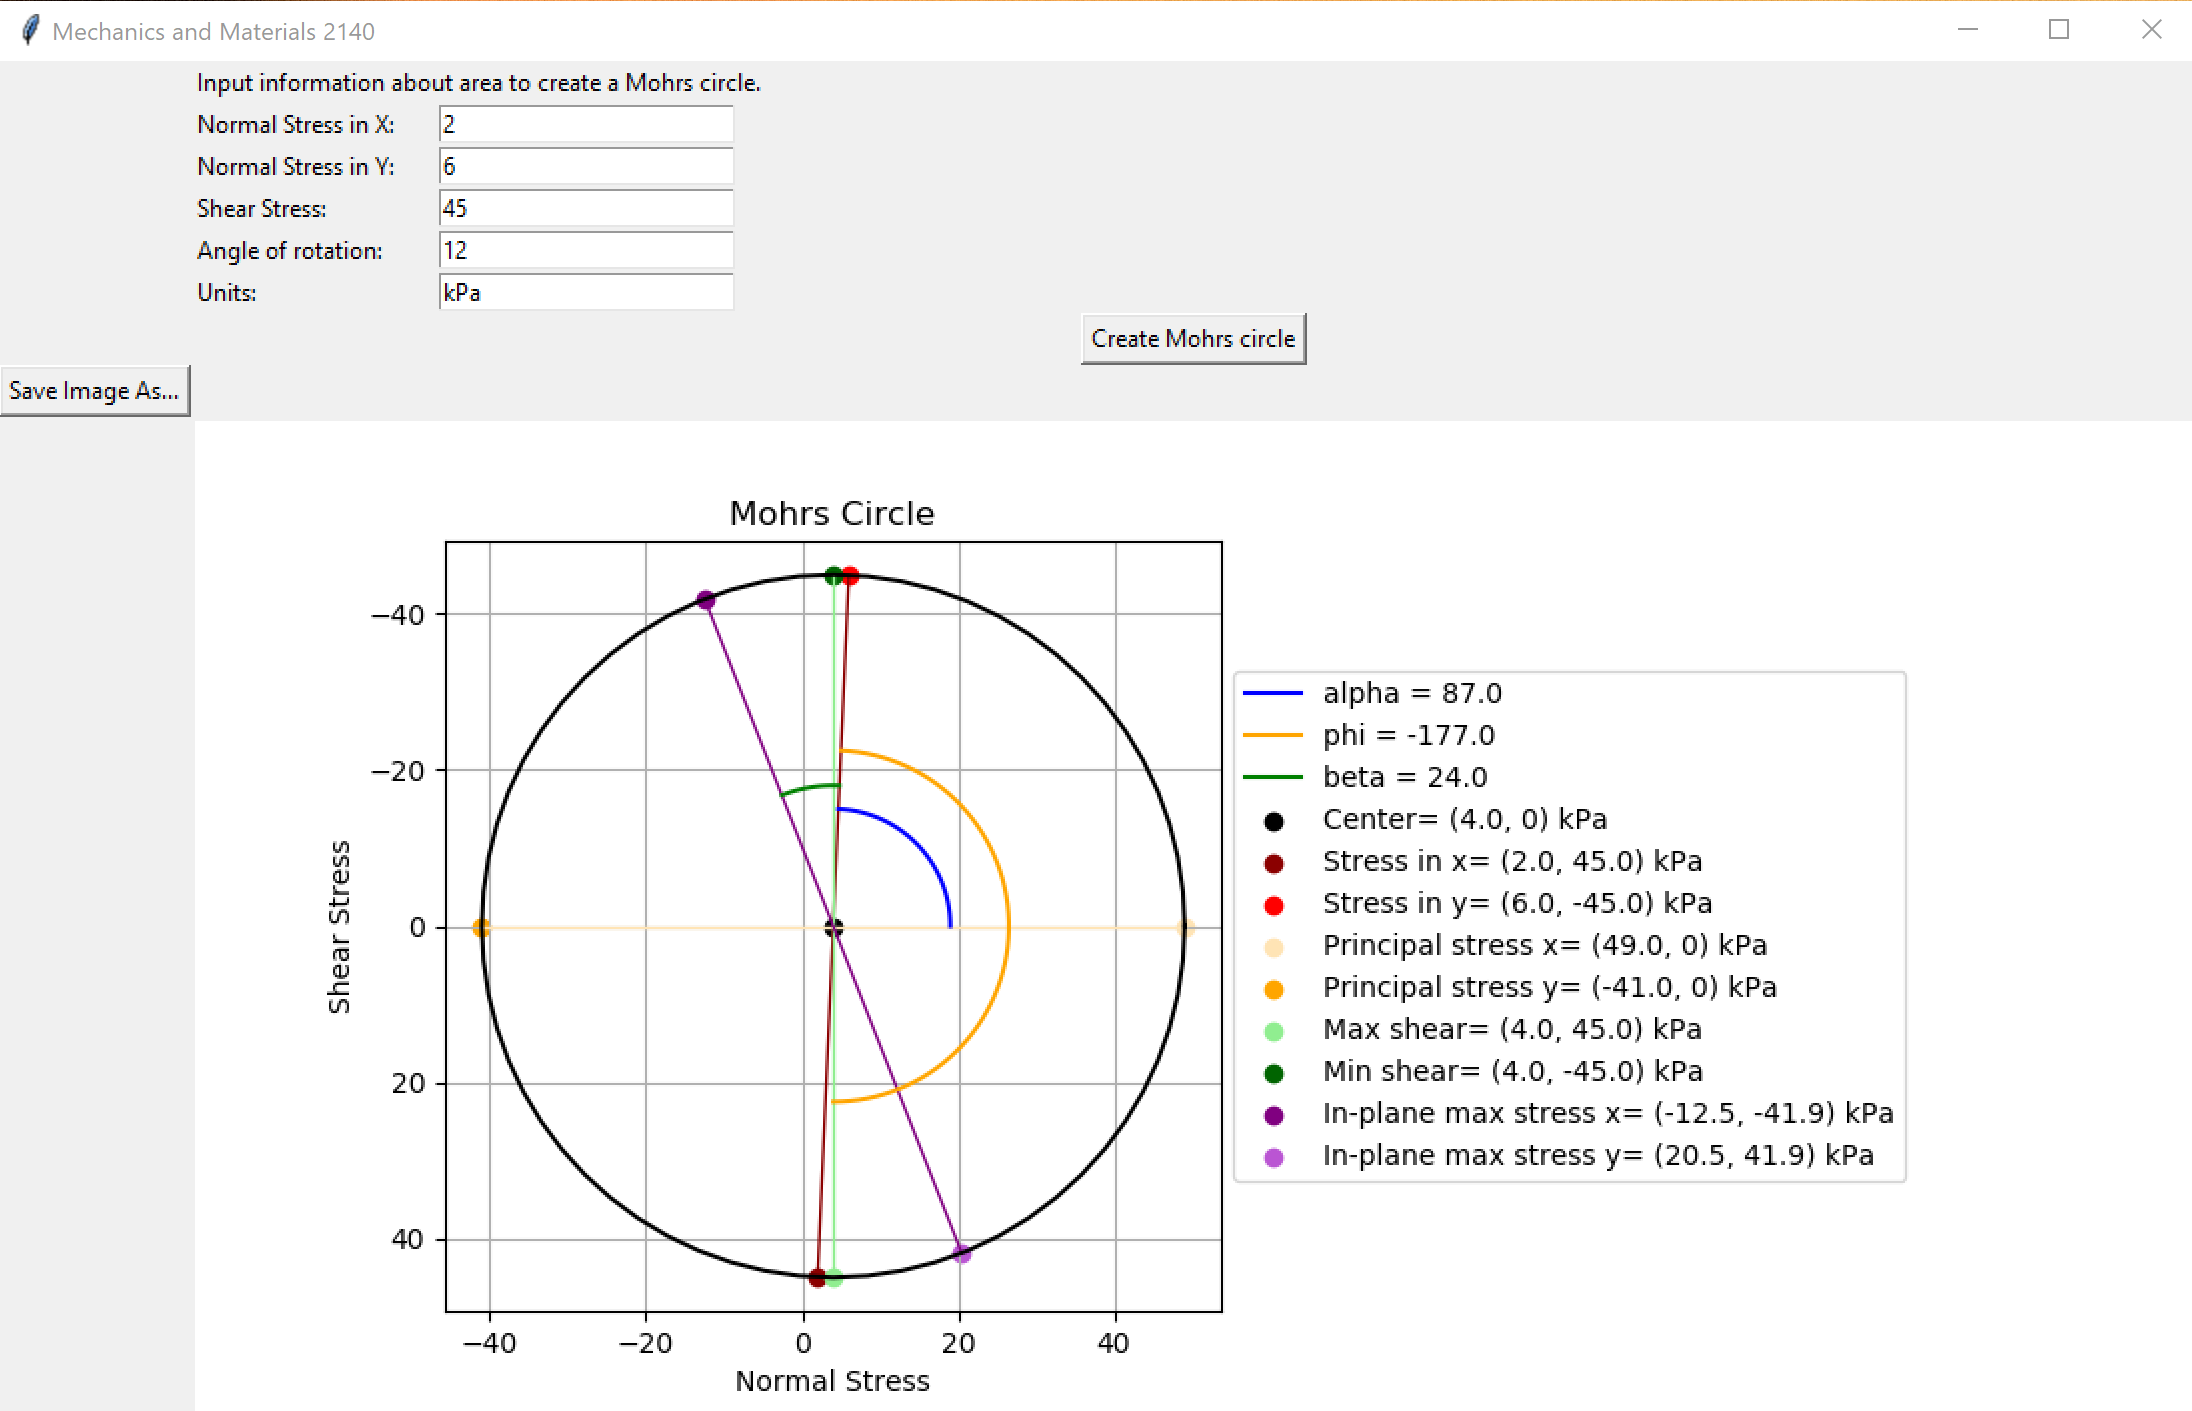 Mechanics and Materials 2140
Input information about area to create a Mohrs circle.
Normal Stress in X: 2
Normal Stress in Y: 6
Shear Stress: 45
Angle of rotation: 12
Units: kPa
Create Mohrs circle
Save Image As...
Mohrs Circle
−40
−20
0
20
40
Shear Stress
−40 −20 0 20 40
Normal Stress
alpha = 87.0
phi = -177.0
beta = 24.0
Center= (4.0, 0) kPa
Stress in x= (2.0, 45.0) kPa
Stress in y= (6.0, -45.0) kPa
Principal stress x= (49.0, 0) kPa
Principal stress y= (-41.0, 0) kPa
Max shear= (4.0, 45.0) kPa
Min shear= (4.0, -45.0) kPa
In-plane max stress x= (-12.5, -41.9) kPa
In-plane max stress y= (20.5, 41.9) kPa